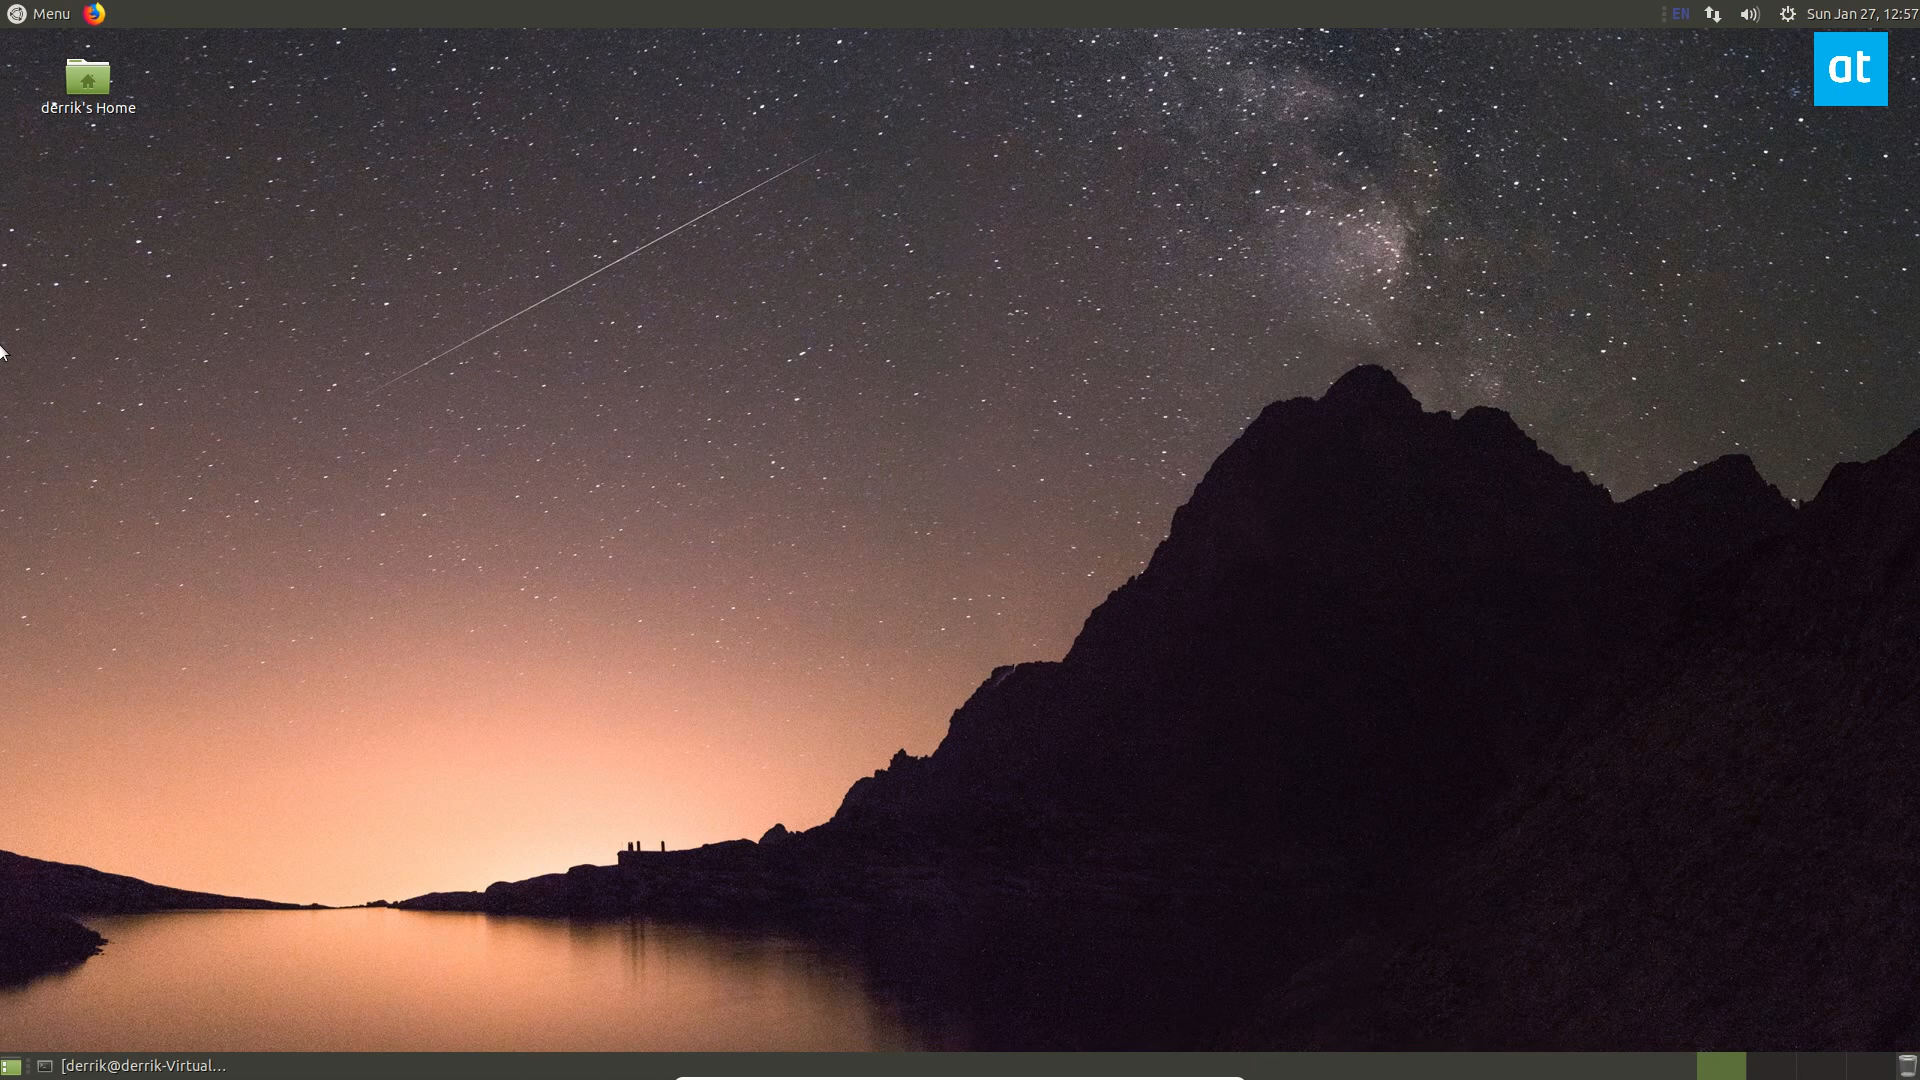 Menu
EN
Sun Jan 27, 12:57
at
derrik's Home
[derrik@derrik-Virtual…